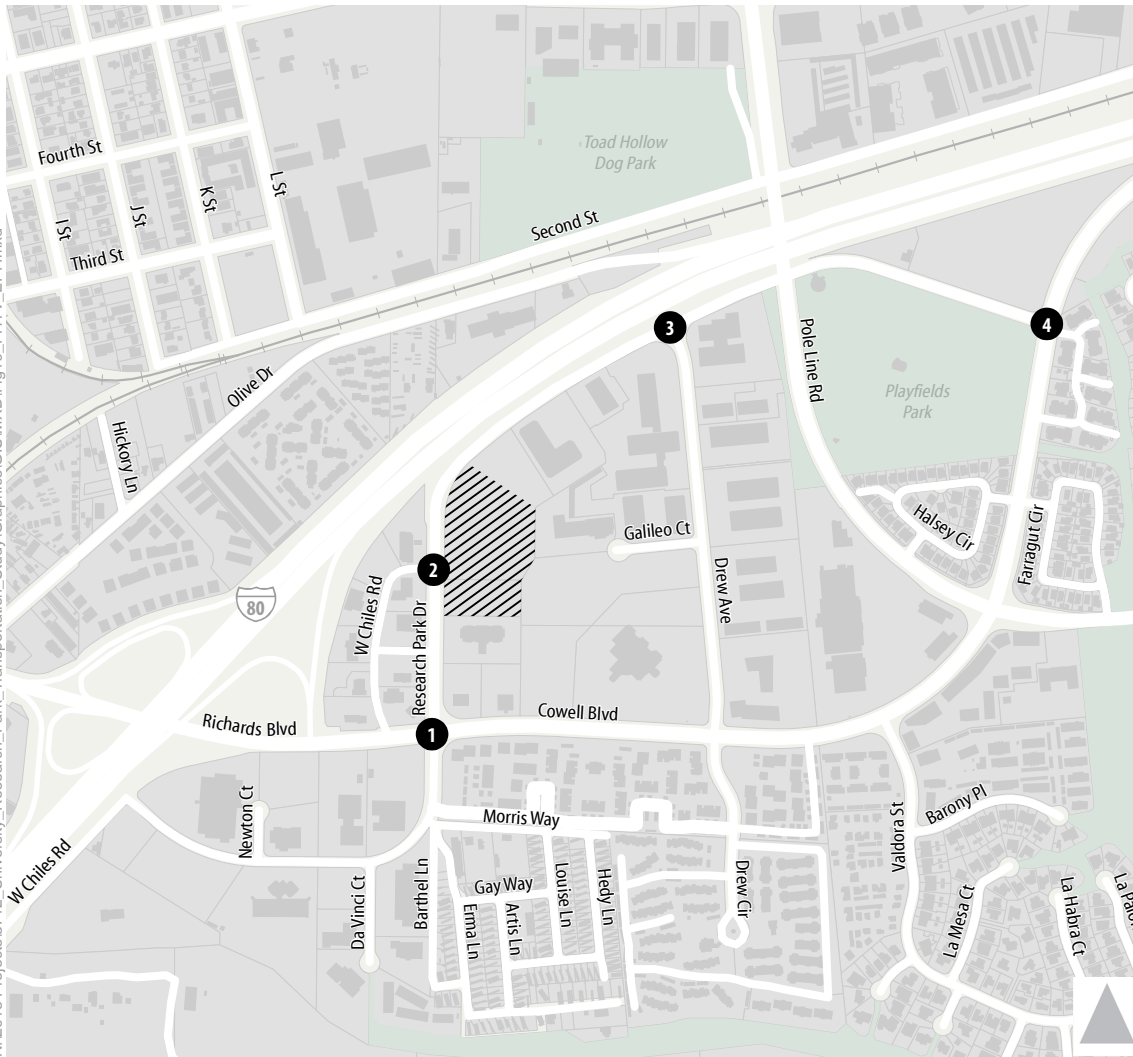 Fourth St
I St
J St
K St
L St
Third St
Toad Hollow
Dog Park
Second St
Olive Dr
Hickory Ln
3
4
Pole Line Rd
Playfields
Park
80
2
W Chiles Rd
Research Park Dr
Galileo Ct
Drew Ave
Halsey Cir
Farragut Cir
Richards Blvd
1
Cowell Blvd
Newton Ct
W Chiles Rd
Morris Way
Valdora St
Barony Pl
Da Vinci Ct
Barthel Ln
Gay Way
Erma Ln
Artis Ln
Louise Ln
Hedy Ln
Drew Cir
La Mesa Ct
La Habra Ct